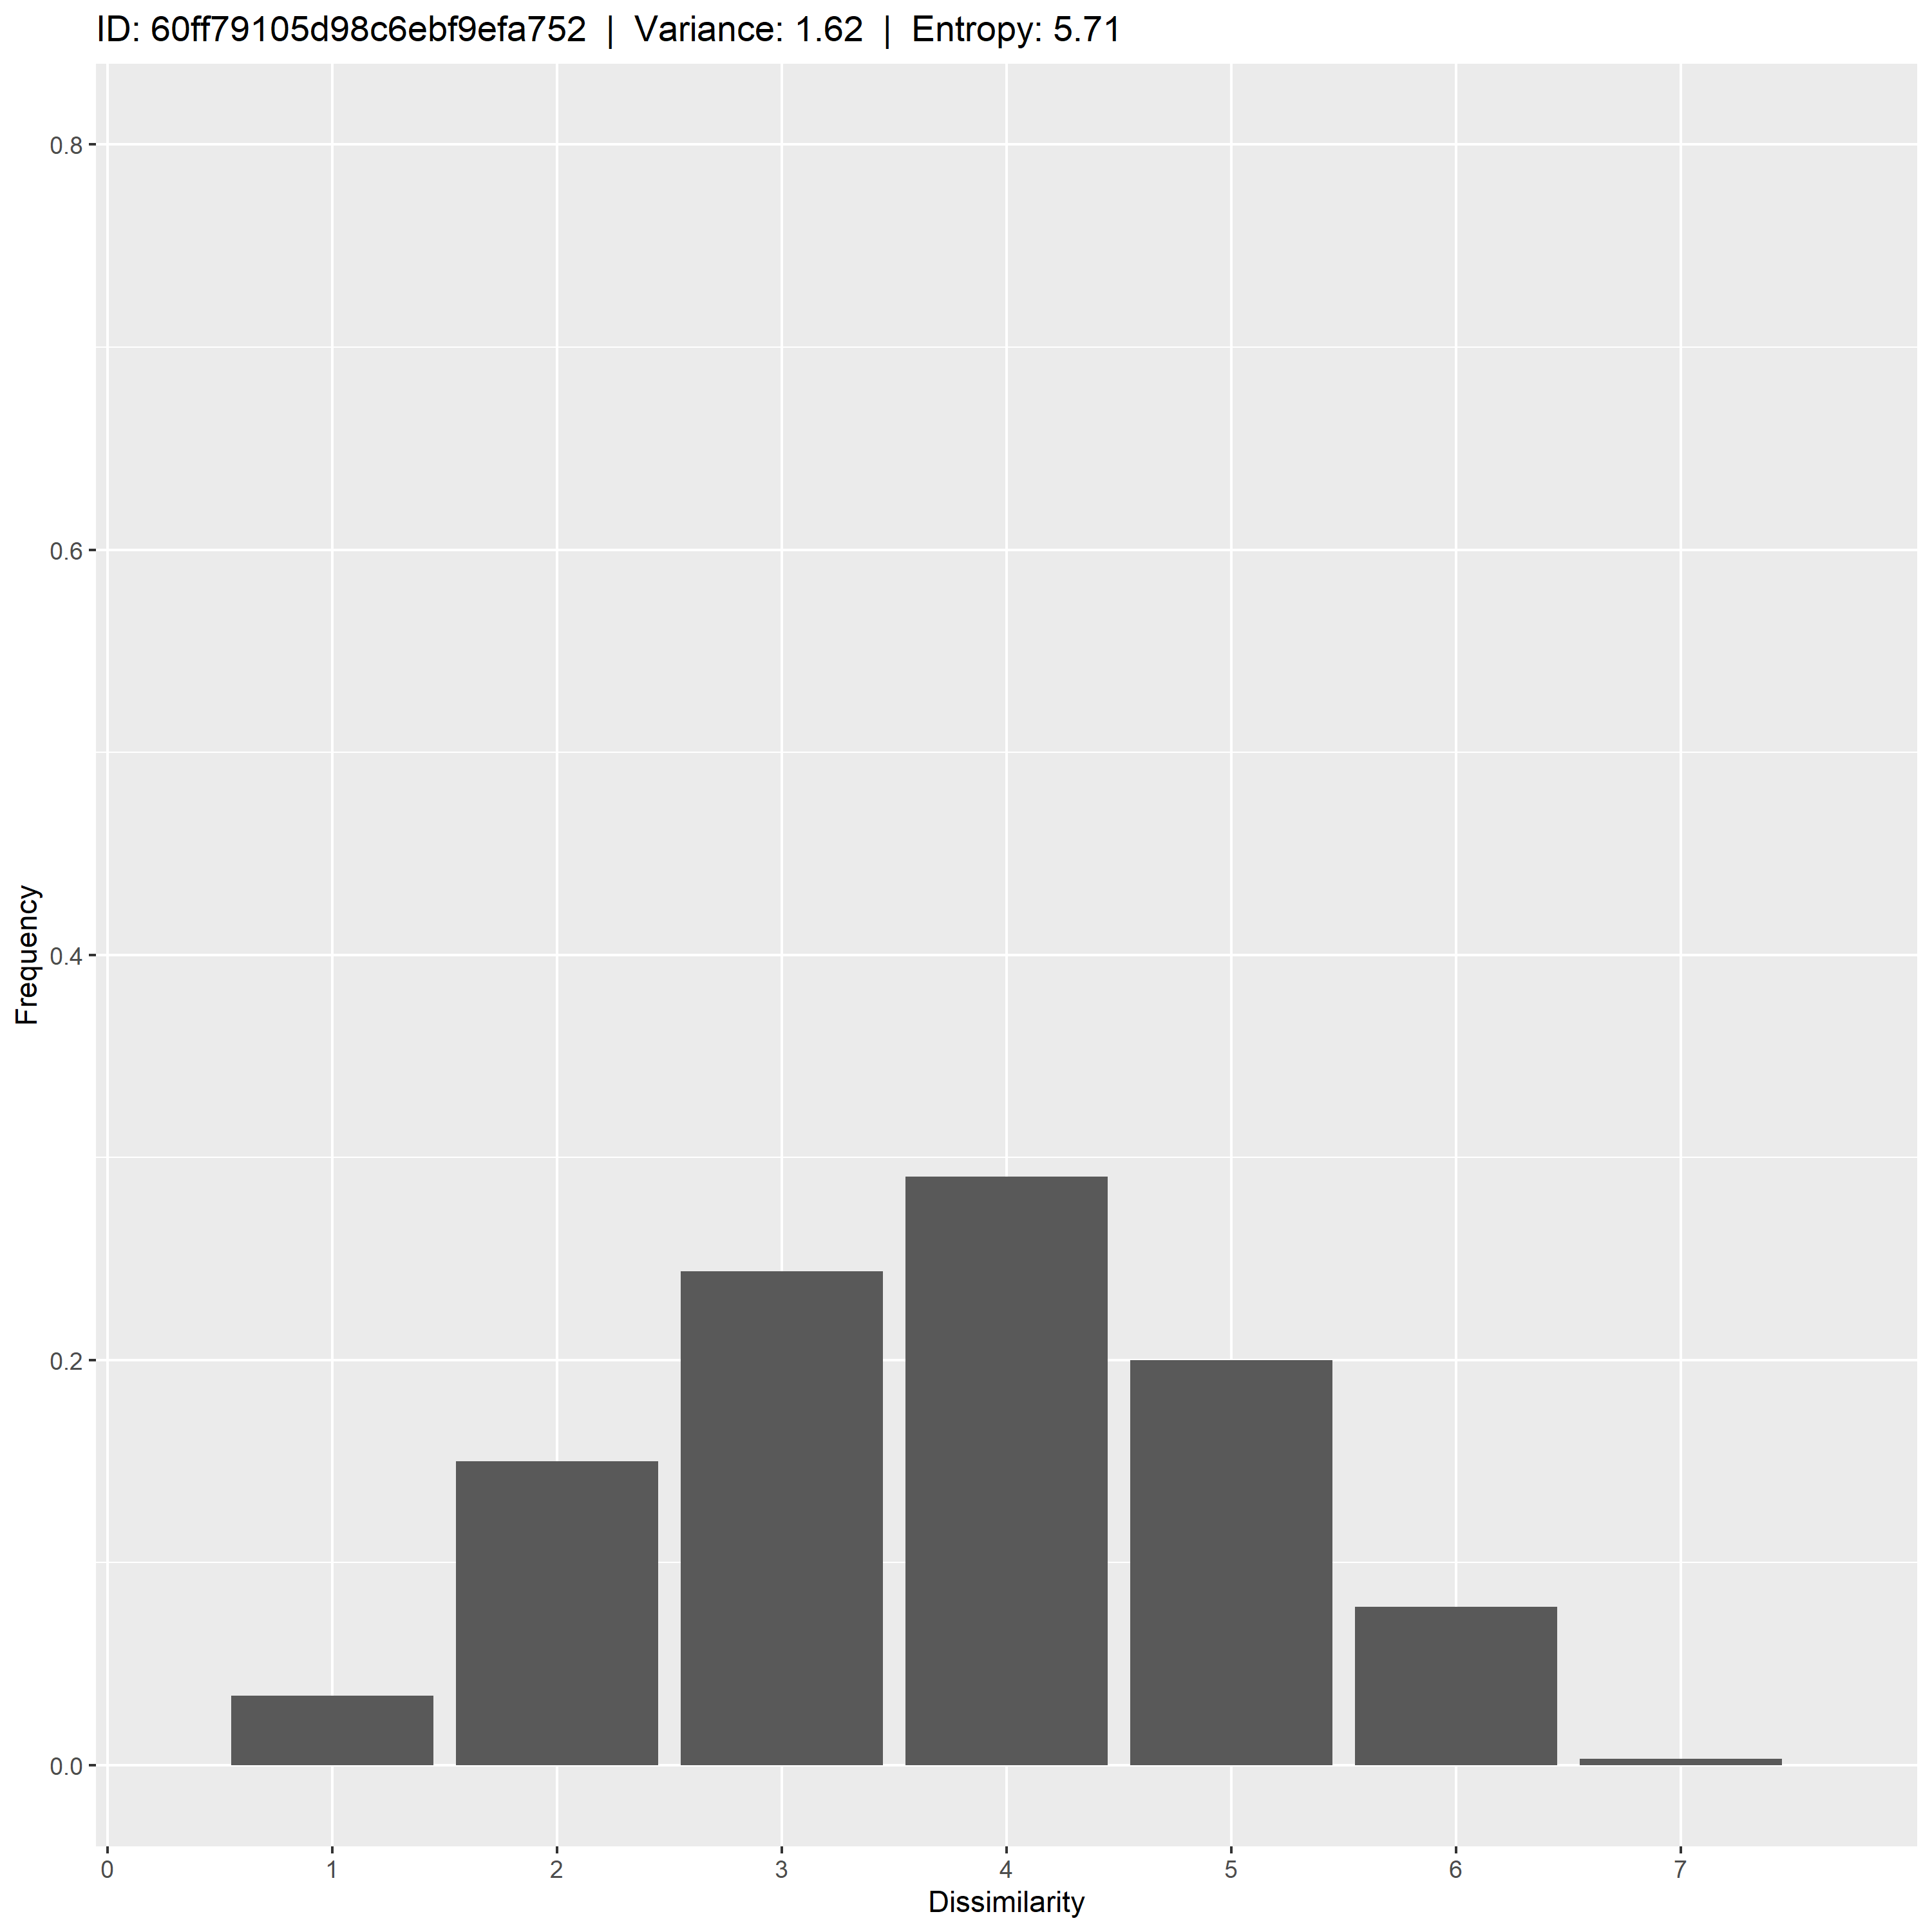 ID: 60ff79105d98c6ebf9efa752 | Variance: 1.62 | Entropy: 5.71
0.8
0.6
0.4
0.2
0.0
Frequency
0 1 2 3 4 5 6 7
Dissimilarity